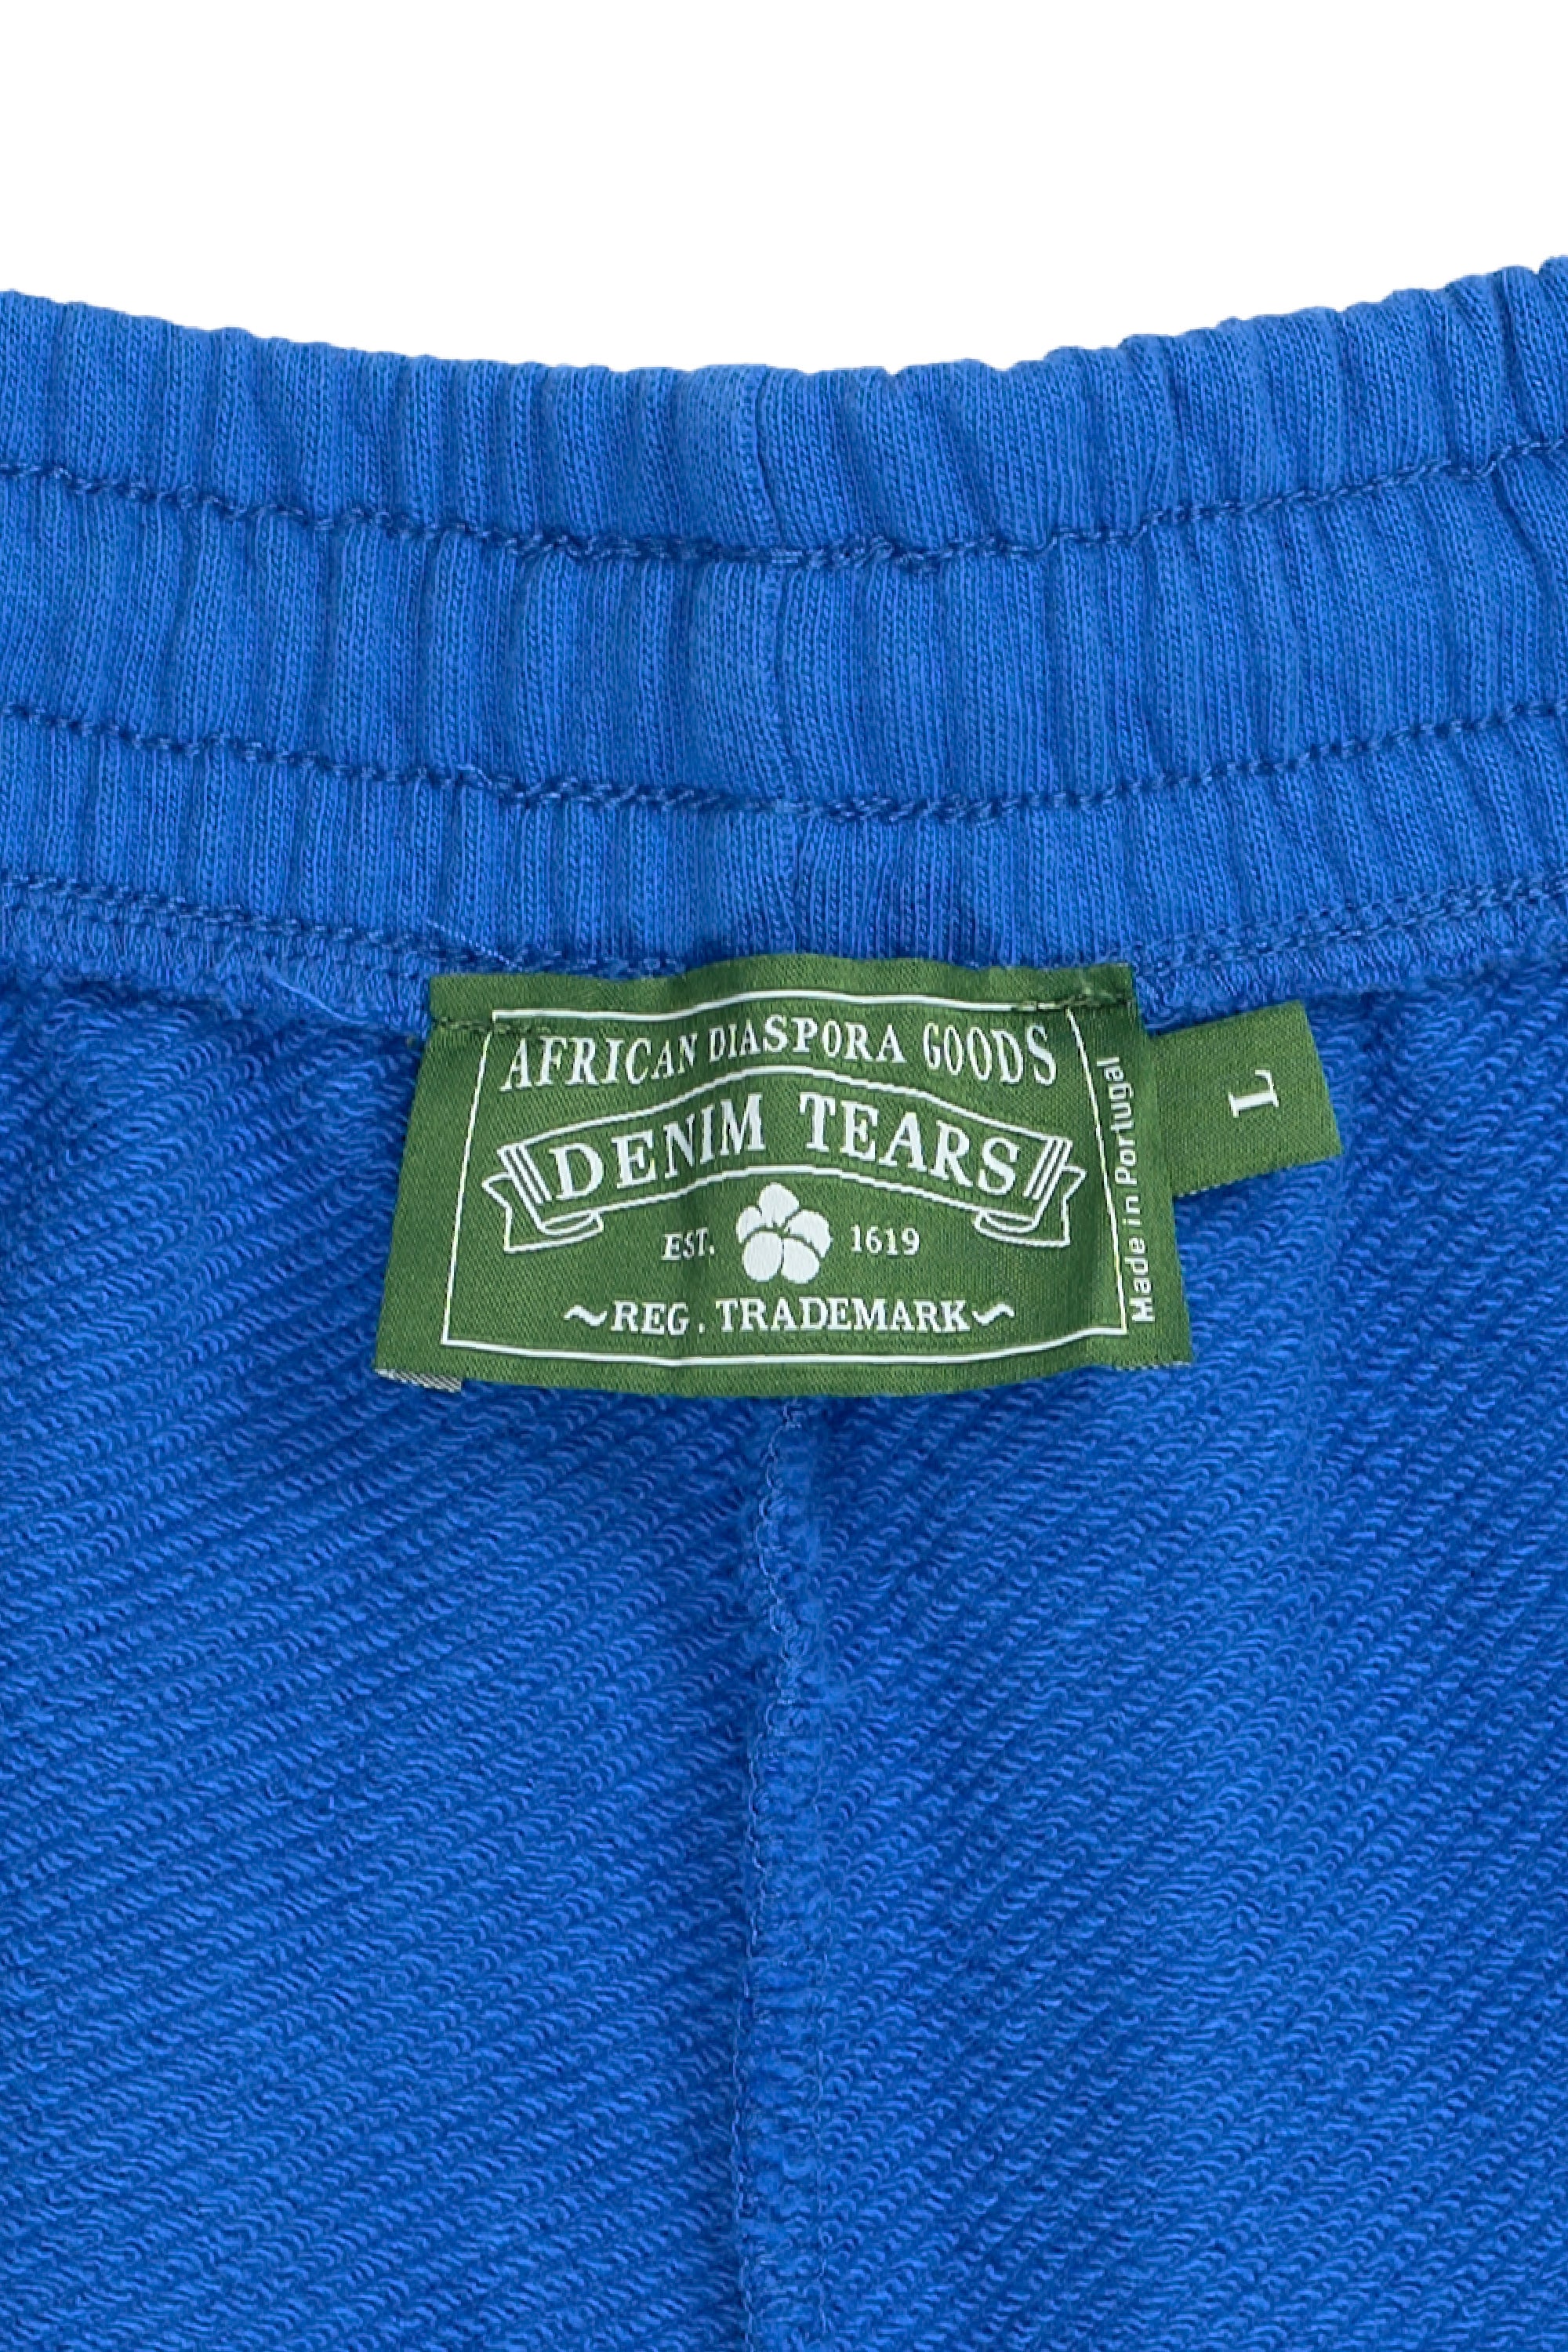 AFRICAN DIASPORA GOODS
DENIM TEARS
EST. 1619
~REG. TRADEMARK~
Made in Portugal
L